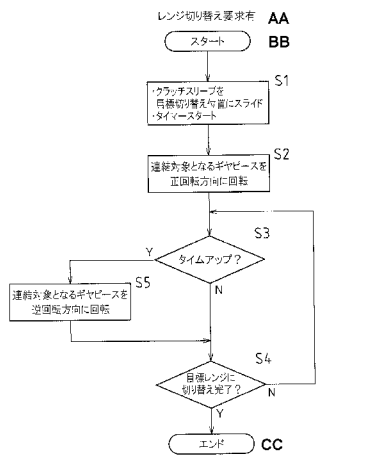 レンジ切り替え要求有 AA
スタート BB
S1
・クラッチスリーブを
目標切り替え位置にスライド
・タイマースタート
S2
連結対象となるギヤピースを
正回転方向に回転
S3
タイムアップ？
Y
N
S5
連結対象となるギヤピースを
逆回転方向に回転
S4
目標レンジに
切り替え完了？
N
Y
エンド CC